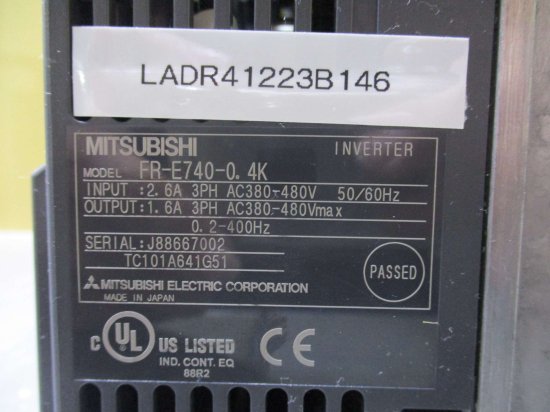 LADR41223B146
MITSUBISHI INVERTER
MODEL FR-E740-0.4K
INPUT :2.6A 3PH AC380-480V 50/60Hz
OUTPUT:1.6A 3PH AC380-480Vmax
0.2-400Hz
SERIAL:J88667002
TC101A641G51
PASSED
MITSUBISHI ELECTRIC CORPORATION
MADE IN JAPAN
C UL US LISTED CE
IND. CONT. EQ
88R2